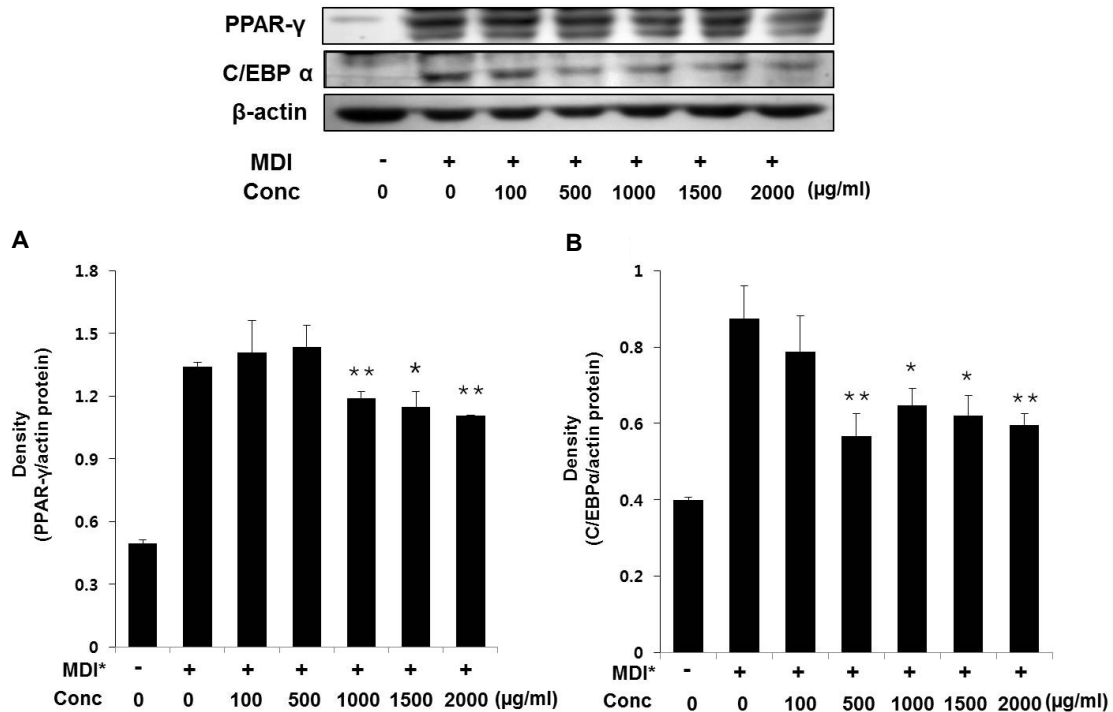 PPAR-γ
C/EBP α
β-actin
MDI - + + + + + +
Conc 0 0 100 500 1000 1500 2000 (μg/ml)
A
Density
(PPAR-γ/actin protein)
1.8
1.5
1.2
0.9
0.6
0.3
0
** * **
MDI* - + + + + + +
Conc 0 0 100 500 1000 1500 2000 (μg/ml)
B
Density
(C/EBPα/actin protein)
1
0.8
0.6
0.4
0.2
0
** * * **
MDI* - + + + + + +
Conc 0 0 100 500 1000 1500 2000 (μg/ml)